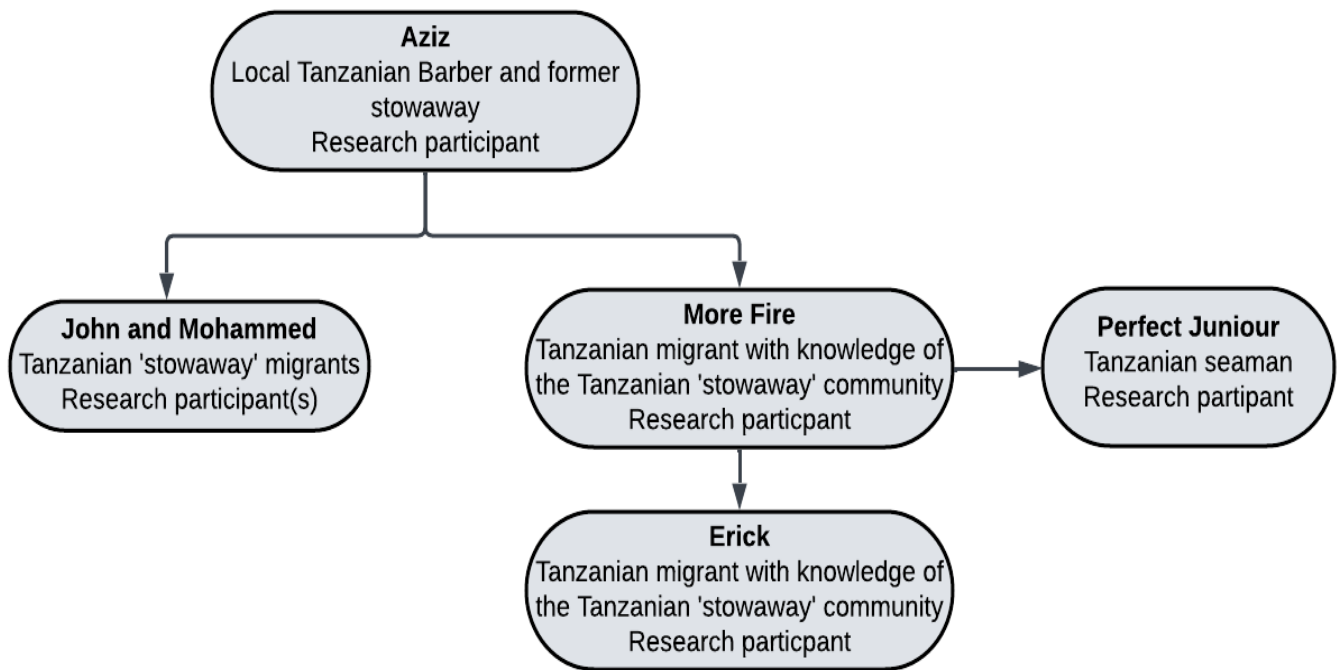 Aziz
Local Tanzanian Barber and former
stowaway
Research participant
John and Mohammed
Tanzanian 'stowaway' migrants
Research participant(s)
More Fire
Tanzanian migrant with knowledge of
the Tanzanian 'stowaway' community
Research particpant
Perfect Juniour
Tanzanian seaman
Research partipant
Erick
Tanzanian migrant with knowledge of
the Tanzanian 'stowaway' community
Research particpant